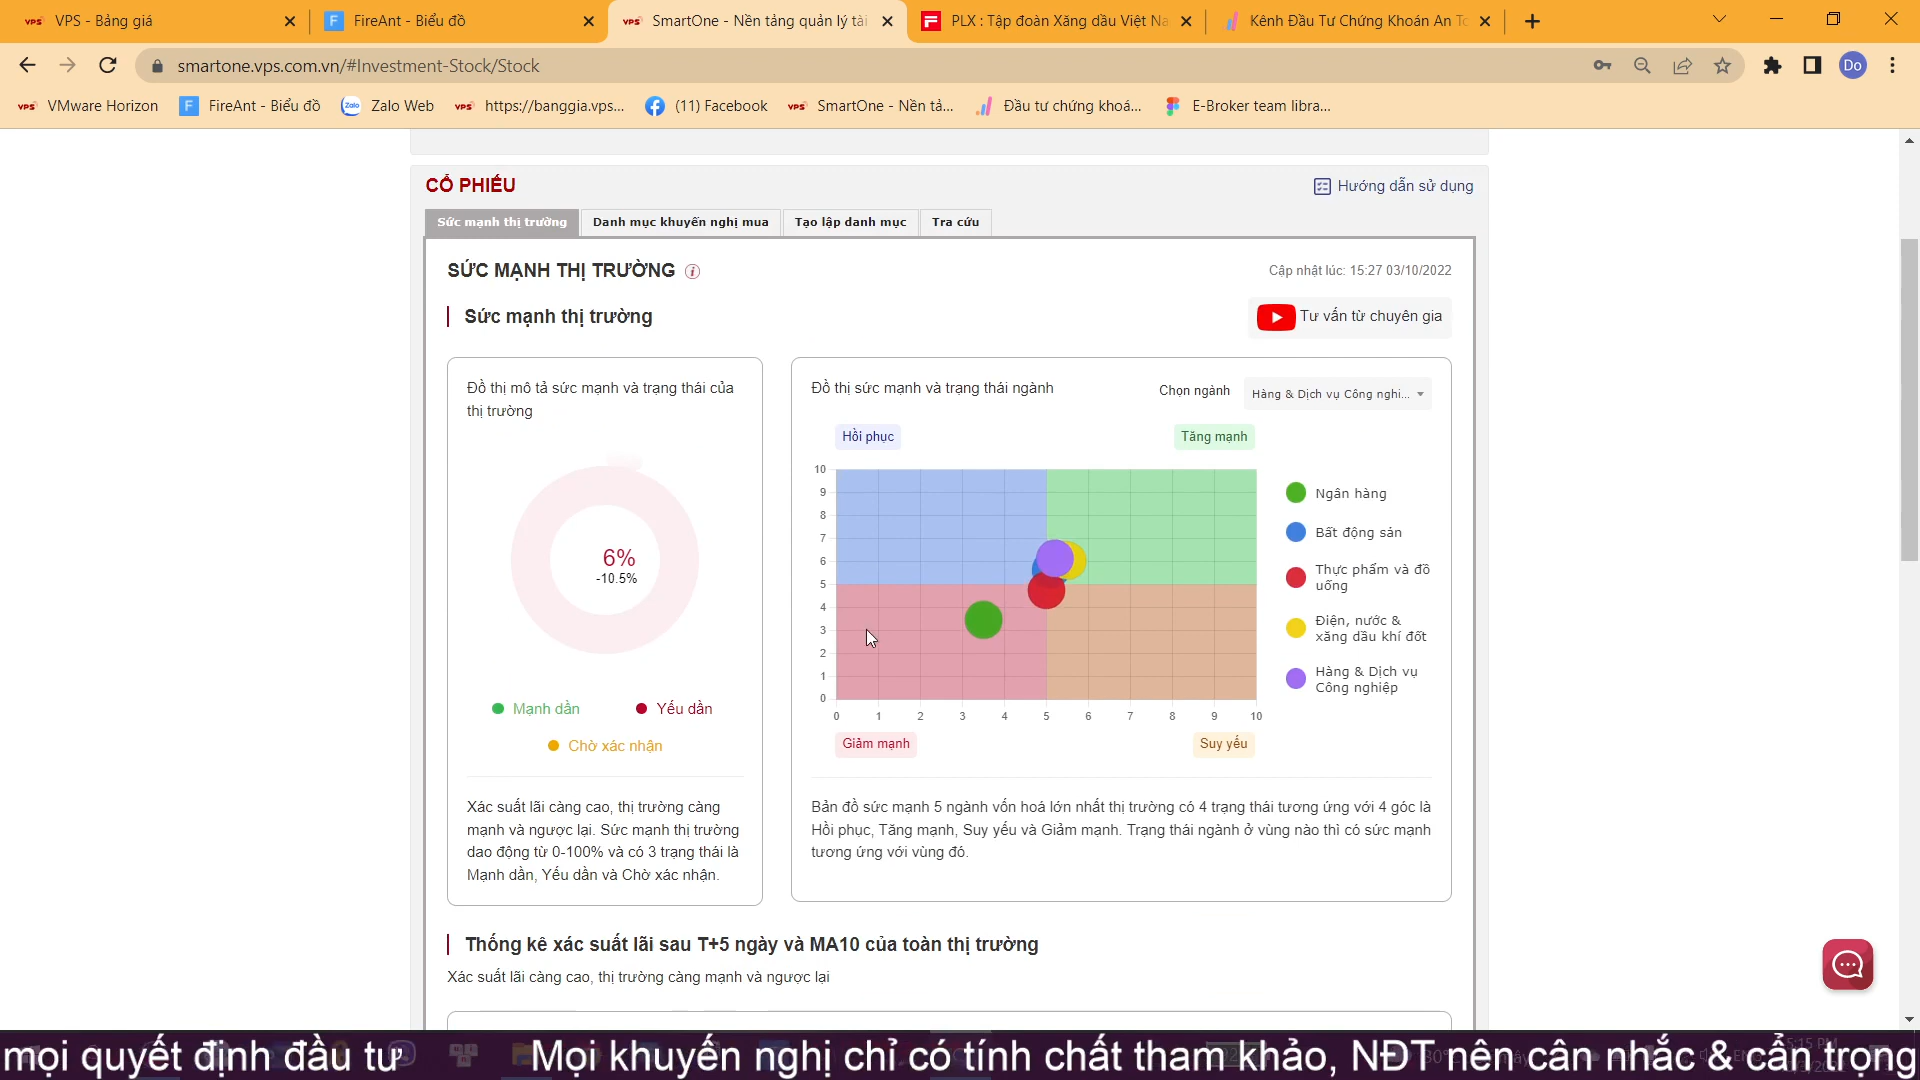 VPS - Bảng giá
FireAnt - Biểu đồ
SmartOne - Nền tảng quản lý tài
PLX : Tập đoàn Xăng dầu Việt Na
Kênh Đầu Tư Chứng Khoán An To
smartone.vps.com.vn/#Investment-Stock/Stock
Do
VMware Horizon
FireAnt - Biểu đồ
Zalo Web
https://banggia.vps...
(11) Facebook
SmartOne - Nền tả...
Đầu tư chứng khoá...
E-Broker team libra...
CỔ PHIẾU
Hướng dẫn sử dụng
Sức mạnh thị trường
Danh mục khuyến nghị mua
Tạo lập danh mục
Tra cứu
SỨC MẠNH THỊ TRƯỜNG
Cập nhật lúc: 15:27 03/10/2022
Sức mạnh thị trường
Tư vấn từ chuyên gia
Đồ thị mô tả sức mạnh và trạng thái của
thị trường
6%
-10.5%
Mạnh dần
Yếu dần
Chờ xác nhận
Xác suất lãi càng cao, thị trường càng
mạnh và ngược lại. Sức mạnh thị trường
dao động từ 0-100% và có 3 trạng thái là
Mạnh dần, Yếu dần và Chờ xác nhận.
Đồ thị sức mạnh và trạng thái ngành
Chọn ngành
Hàng & Dịch vụ Công nghi...
Hồi phục
Tăng mạnh
10
9
8
7
6
5
4
3
2
1
0
0 1 2 3 4 5 6 7 8 9 10
Giảm mạnh
Suy yếu
Ngân hàng
Bất động sản
Thực phẩm và đồ
uống
Điện, nước &
xăng dầu khí đốt
Hàng & Dịch vụ
Công nghiệp
Bản đồ sức mạnh 5 ngành vốn hoá lớn nhất thị trường có 4 trạng thái tương ứng với 4 góc là
Hồi phục, Tăng mạnh, Suy yếu và Giảm mạnh. Trạng thái ngành ở vùng nào thì có sức mạnh
tương ứng với vùng đó.
Thống kê xác suất lãi sau T+5 ngày và MA10 của toàn thị trường
Xác suất lãi càng cao, thị trường càng mạnh và ngược lại
mọi quyết định đầu tư
Mọi khuyến nghị chỉ có tính chất tham khảo, NĐT nên cân nhắc & cẩn trọng